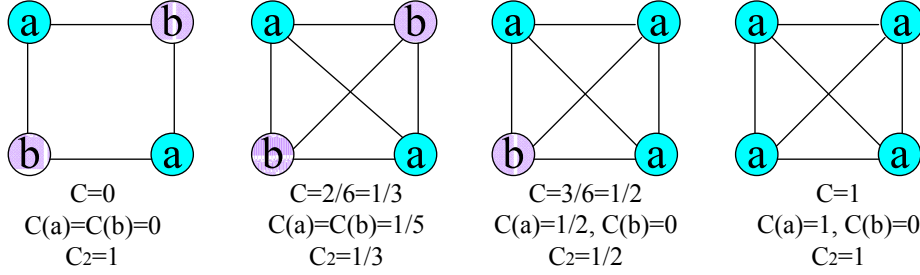 a b a b a a a a
b a b a b a a a
C=0 C=2/6=1/3 C=3/6=1/2 C=1
C(a)=C(b)=0 C(a)=C(b)=1/5 C(a)=1/2, C(b)=0 C(a)=1, C(b)=0
C2=1 C2=1/3 C2=1/2 C2=1